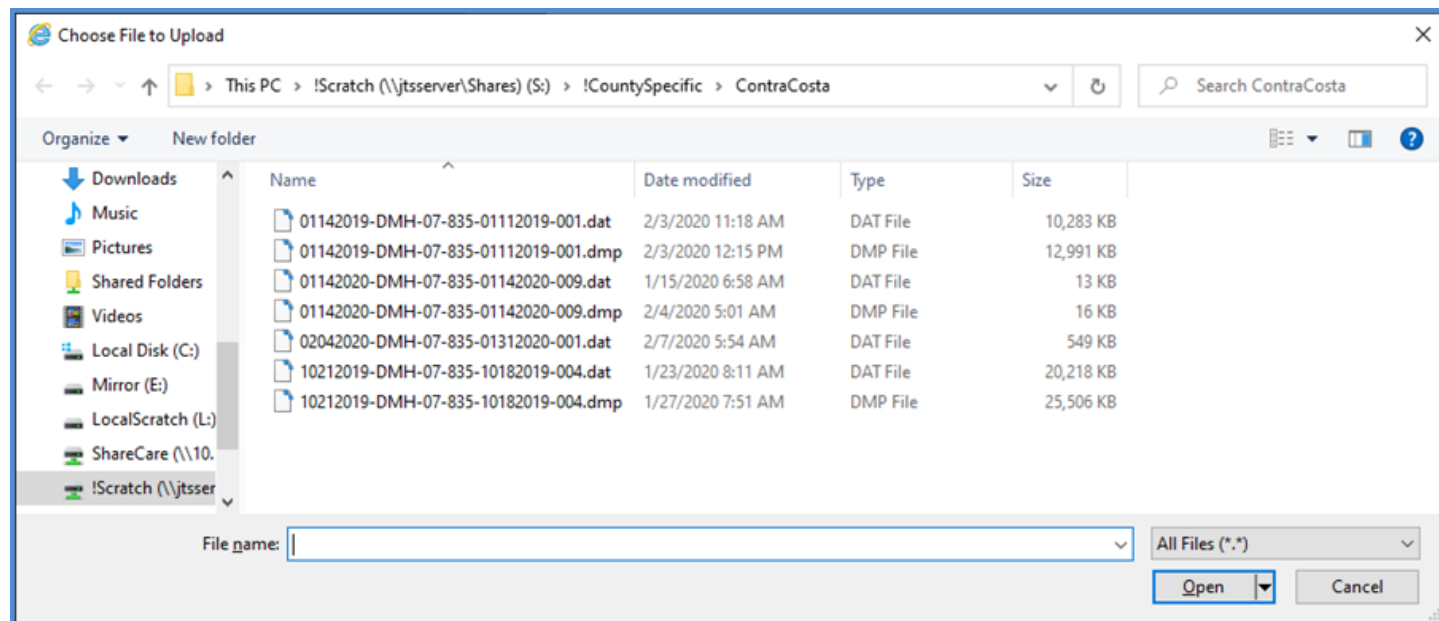 Choose File to Upload
This PC > !Scratch (\\jtsserver\Shares) (S:) > !CountySpecific > ContraCosta
Search ContraCosta
Organize New folder
?
Downloads
Music
Pictures
Shared Folders
Videos
Local Disk (C:)
Mirror (E:)
LocalScratch (L:)
ShareCare (\\10.
!Scratch (\\jtsser
Name Date modified Type Size
01142019-DMH-07-835-01112019-001.dat 2/3/2020 11:18 AM DAT File 10,283 KB
01142019-DMH-07-835-01112019-001.dmp 2/3/2020 12:15 PM DMP File 12,991 KB
01142020-DMH-07-835-01142020-009.dat 1/15/2020 6:58 AM DAT File 13 KB
01142020-DMH-07-835-01142020-009.dmp 2/4/2020 5:01 AM DMP File 16 KB
02042020-DMH-07-835-01312020-001.dat 2/7/2020 5:54 AM DAT File 549 KB
10212019-DMH-07-835-10182019-004.dat 1/23/2020 8:11 AM DAT File 20,218 KB
10212019-DMH-07-835-10182019-004.dmp 1/27/2020 7:51 AM DMP File 25,506 KB
File name: All Files (*.*)
Open Cancel